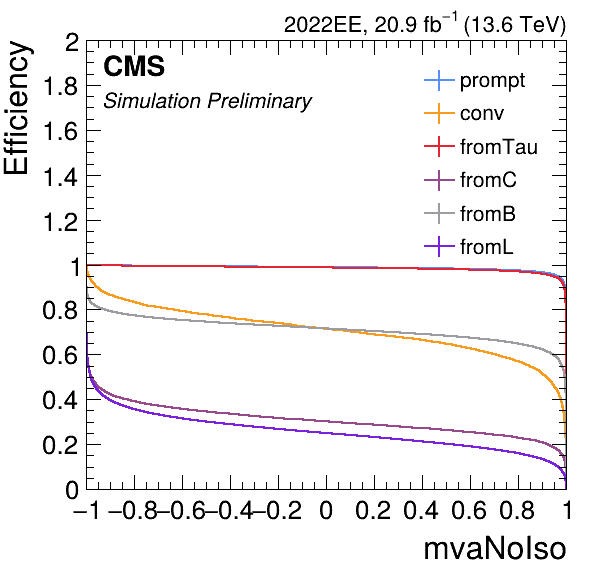 2022EE, 20.9 fb⁻¹ (13.6 TeV)
Efficiency
CMS
Simulation Preliminary
prompt
conv
fromTau
fromC
fromB
fromL
2
1.8
1.6
1.4
1.2
1
0.8
0.6
0.4
0.2
0
−1 −0.8 −0.6 −0.4 −0.2 0 0.2 0.4 0.6 0.8 1
mvaNoIso